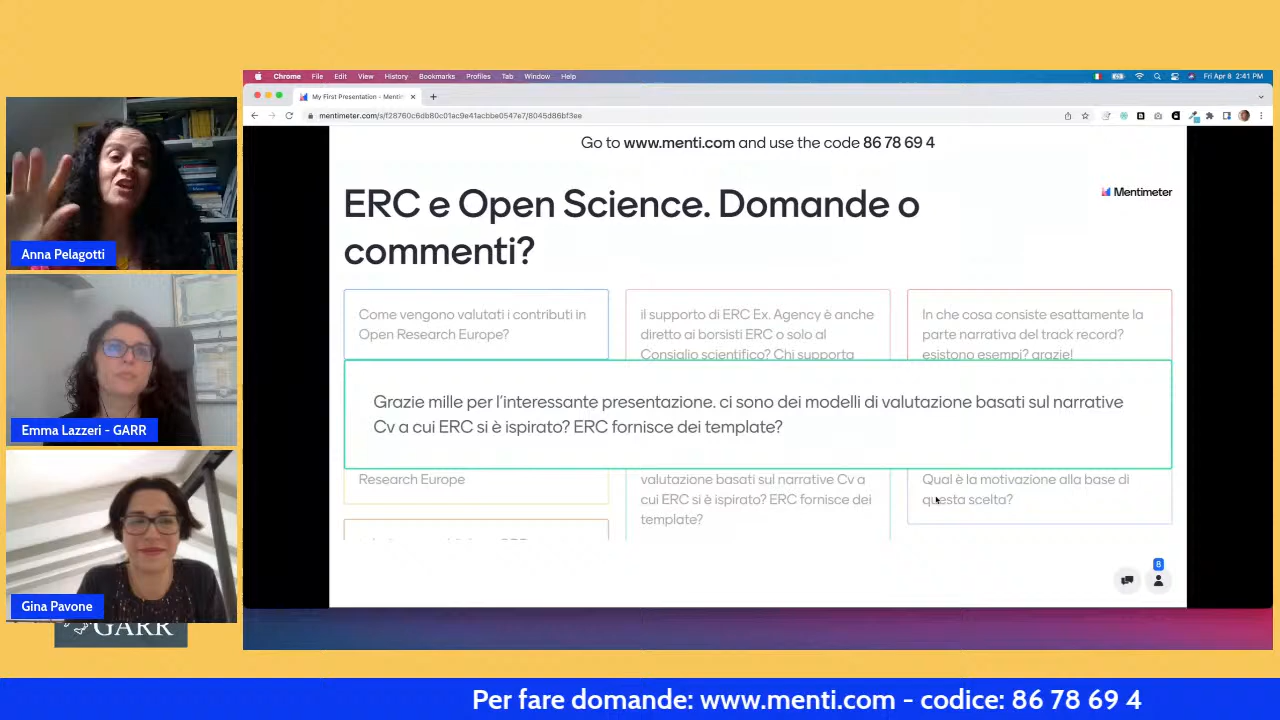 Chrome File Edit View History Bookmarks Profiles Tab Window Help
Fri Apr 8 2:41 PM
My First Presentation - Mentim
mentimeter.com/s/f28760c6db80c01ac9e41acbbe0547e7/8045d86bf3ee
Go to www.menti.com and use the code 86 78 69 4
Mentimeter
ERC e Open Science. Domande o
commenti?
Come vengono valutati i contributi in
Open Research Europe?
il supporto di ERC Ex. Agency è anche
diretto ai borsisti ERC o solo al
Consiglio scientifico? Chi supporta
In che cosa consiste esattamente la
parte narrativa del track record?
esistono esempi? grazie!
Grazie mille per l'interessante presentazione. ci sono dei modelli di valutazione basati sul narrative
Cv a cui ERC si è ispirato? ERC fornisce dei template?
Research Europe
valutazione basati sul narrative Cv a
cui ERC si è ispirato? ERC fornisce dei
template?
Qual è la motivazione alla base di
questa scelta?
8
Anna Pelagotti
Emma Lazzeri - GARR
Gina Pavone
GARR
Per fare domande: www.menti.com - codice: 86 78 69 4